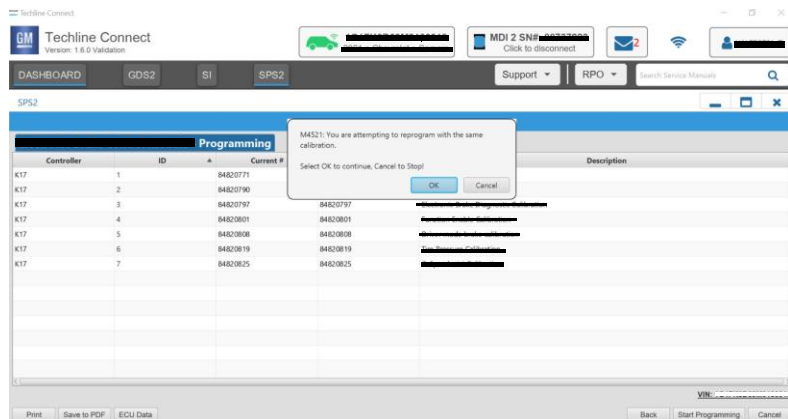 Techline Connect
GM
Techline Connect
Version: 1.6.0 Validation
MDI 2 SN#
Click to disconnect
2
DASHBOARD GDS2 SI SPS2 Support RPO Search Service Manuals
SPS2
Programming
M4521: You are attempting to reprogram with the same
calibration.
Select OK to continue, Cancel to Stop!
OK Cancel
Controller ID Current # Description
K17 1 84820771
K17 2 84820790
K17 3 84820797 84820797
K17 4 84820801 84820801
K17 5 84820808 84820808
K17 6 84820819 84820819
K17 7 84820825 84820825
VIN:
Print Save to PDF ECU Data Back Start Programming Cancel